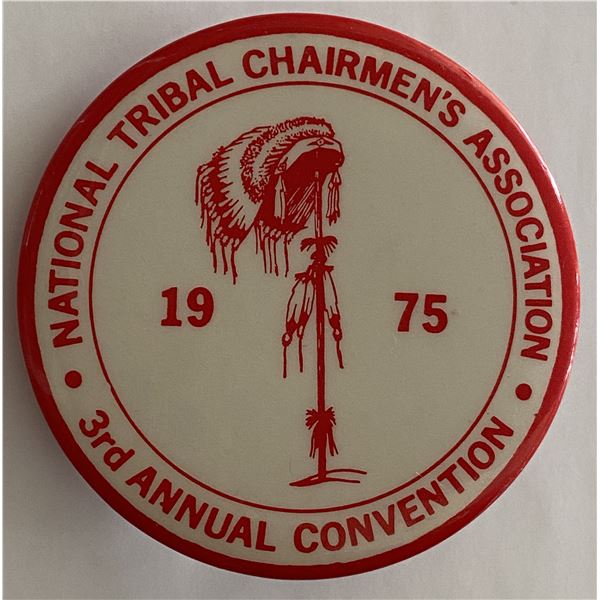 • NATIONAL TRIBAL CHAIRMEN'S ASSOCIATION •
19 75
3rd ANNUAL CONVENTION